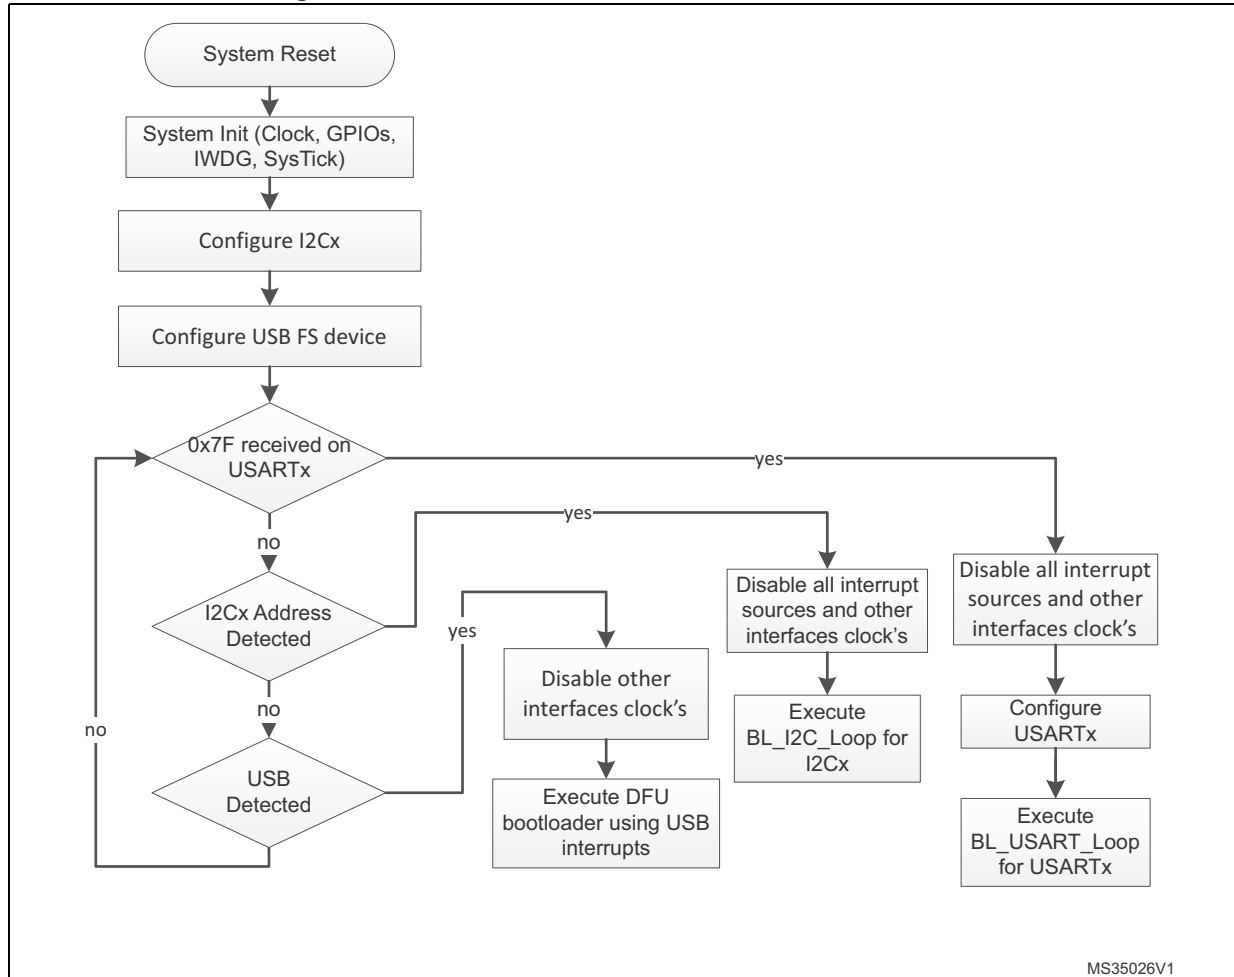 System Reset
System Init (Clock, GPIOs,
IWDG, SysTick)
Configure I2Cx
Configure USB FS device
0x7F received on
USARTx
yes
no
yes
I2Cx Address
Detected
yes
no
no
USB
Detected
Disable other
interfaces clock's
Execute DFU
bootloader using USB
interrupts
Disable all interrupt
sources and other
interfaces clock's
Execute
BL_I2C_Loop for
I2Cx
Disable all interrupt
sources and other
interfaces clock's
Configure
USARTx
Execute
BL_USART_Loop
for USARTx
MS35026V1